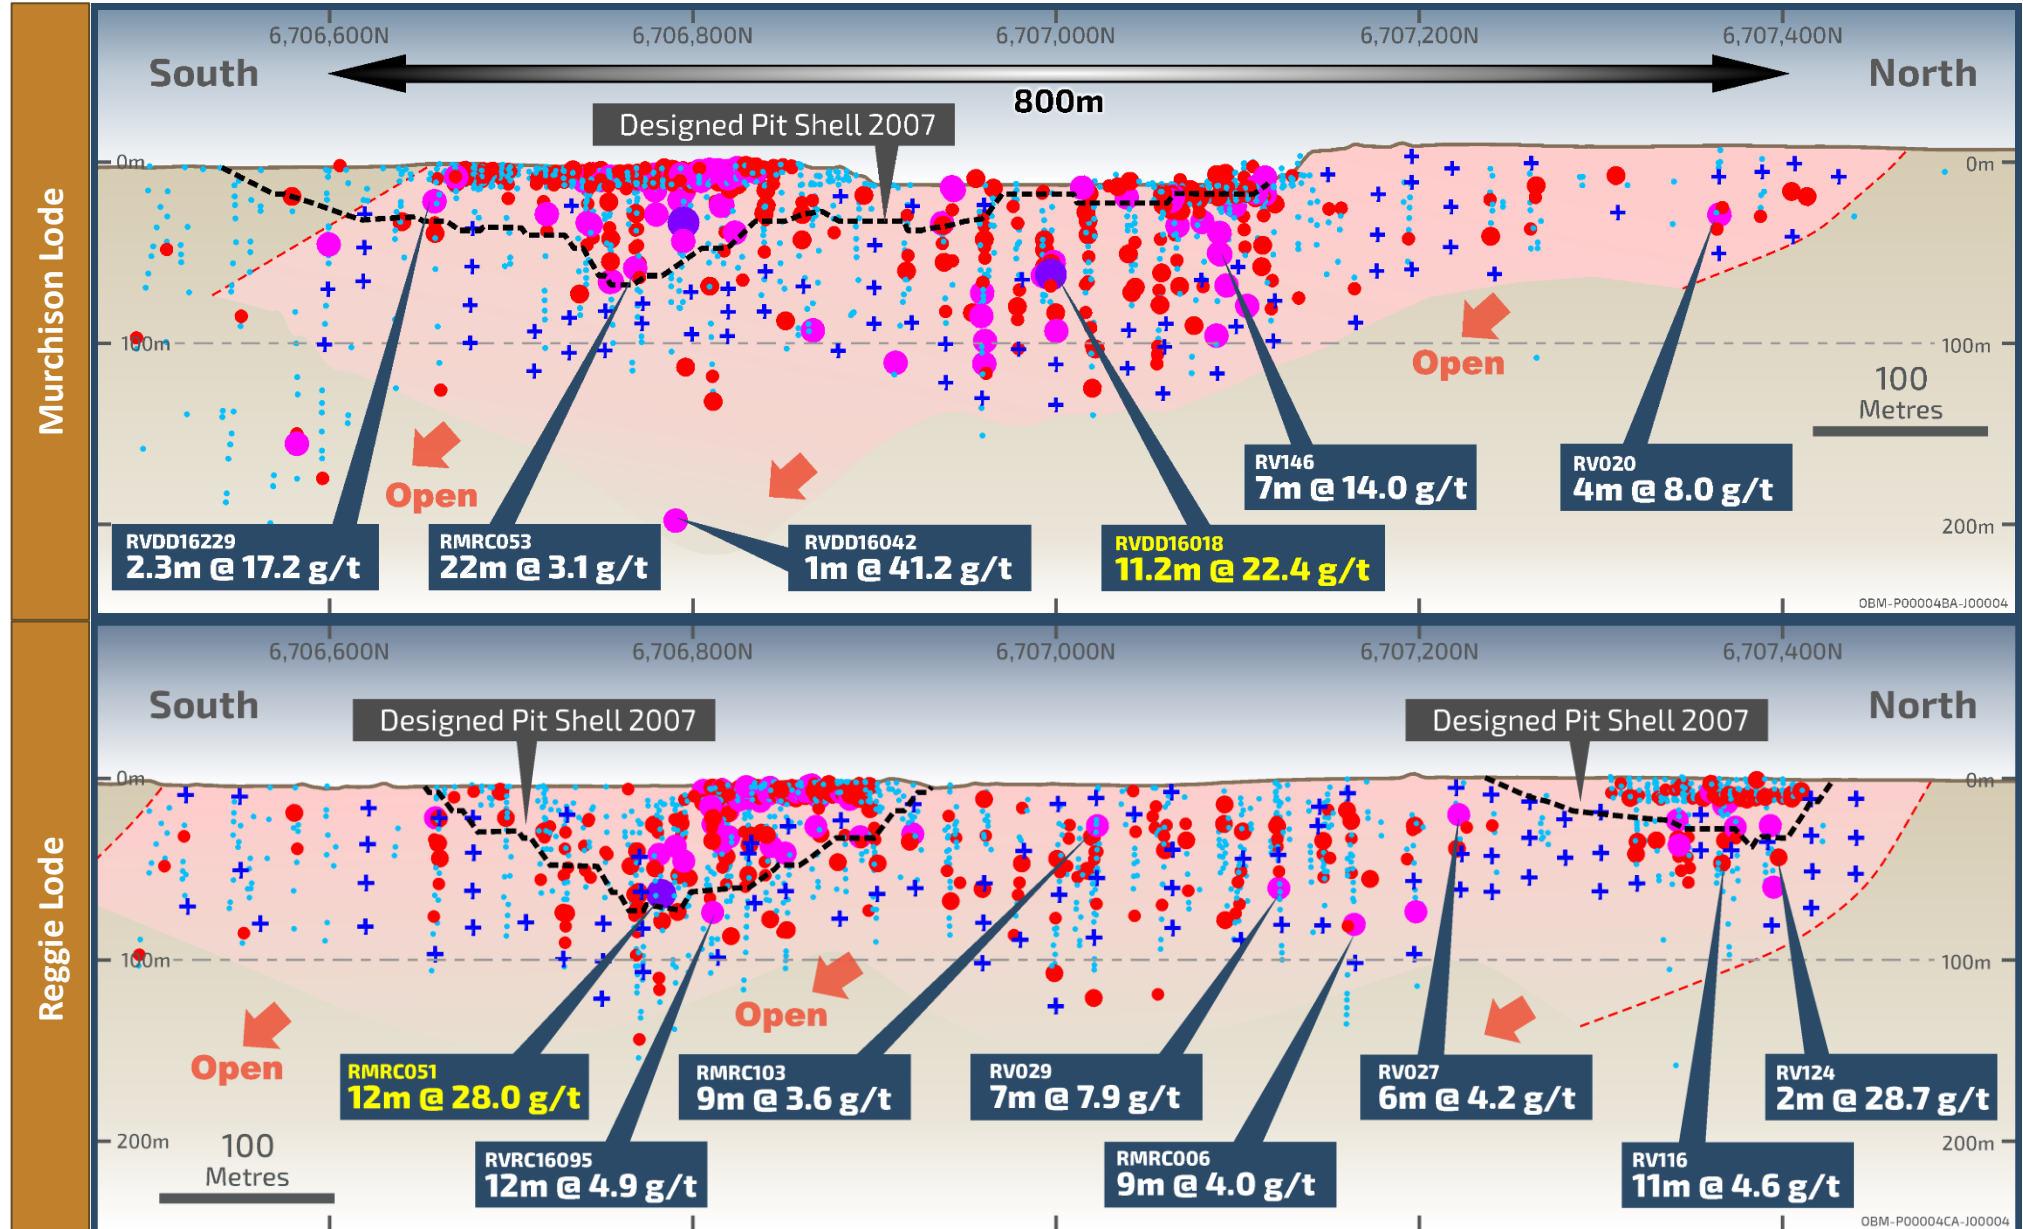 Murchison Lode
6,706,600N 6,706,800N 6,707,000N 6,707,200N 6,707,400N
South North
800m
Designed Pit Shell 2007
0m 0m
100m 100m
Open
100
Metres
Open
RV146
7m @ 14.0 g/t
RV020
4m @ 8.0 g/t
200m
RVDD16229
2.3m @ 17.2 g/t
RMRC053
22m @ 3.1 g/t
RVDD16042
1m @ 41.2 g/t
RVDD16018
11.2m @ 22.4 g/t
OBM-P00004BA-J00004
Reggie Lode
6,706,600N 6,706,800N 6,707,000N 6,707,200N 6,707,400N
South North
Designed Pit Shell 2007 Designed Pit Shell 2007
0m 0m
100m 100m
Open
Open
RMRC051
12m @ 28.0 g/t
RMRC103
9m @ 3.6 g/t
RV029
7m @ 7.9 g/t
RV027
6m @ 4.2 g/t
RV124
2m @ 28.7 g/t
200m 200m
100
Metres
RVRC16095
12m @ 4.9 g/t
RMRC006
9m @ 4.0 g/t
RV116
11m @ 4.6 g/t
OBM-P00004CA-J00004